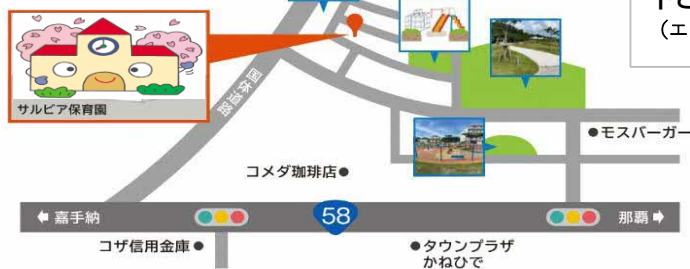 (エ
サルビア保育園
国体道路
●モスバーガー
コメダ珈琲店●
← 嘉手納
58
那覇 →
コザ信用金庫●
●タウンプラザ
かねひで